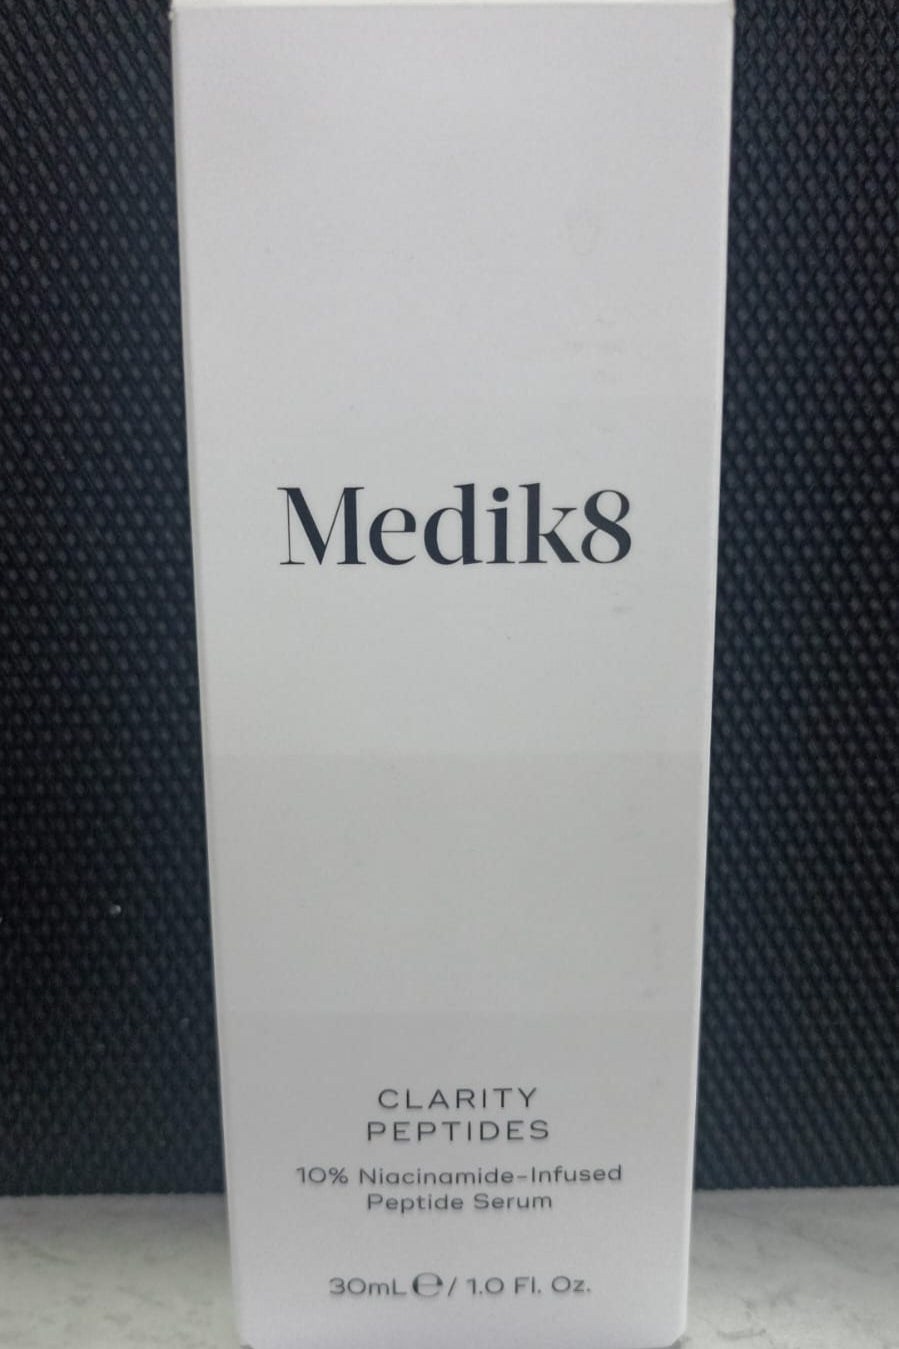 Medik8
CLARITY
PEPTIDES
10% Niacinamide-Infused
Peptide Serum
30mL ℮ / 1.0 Fl. Oz.